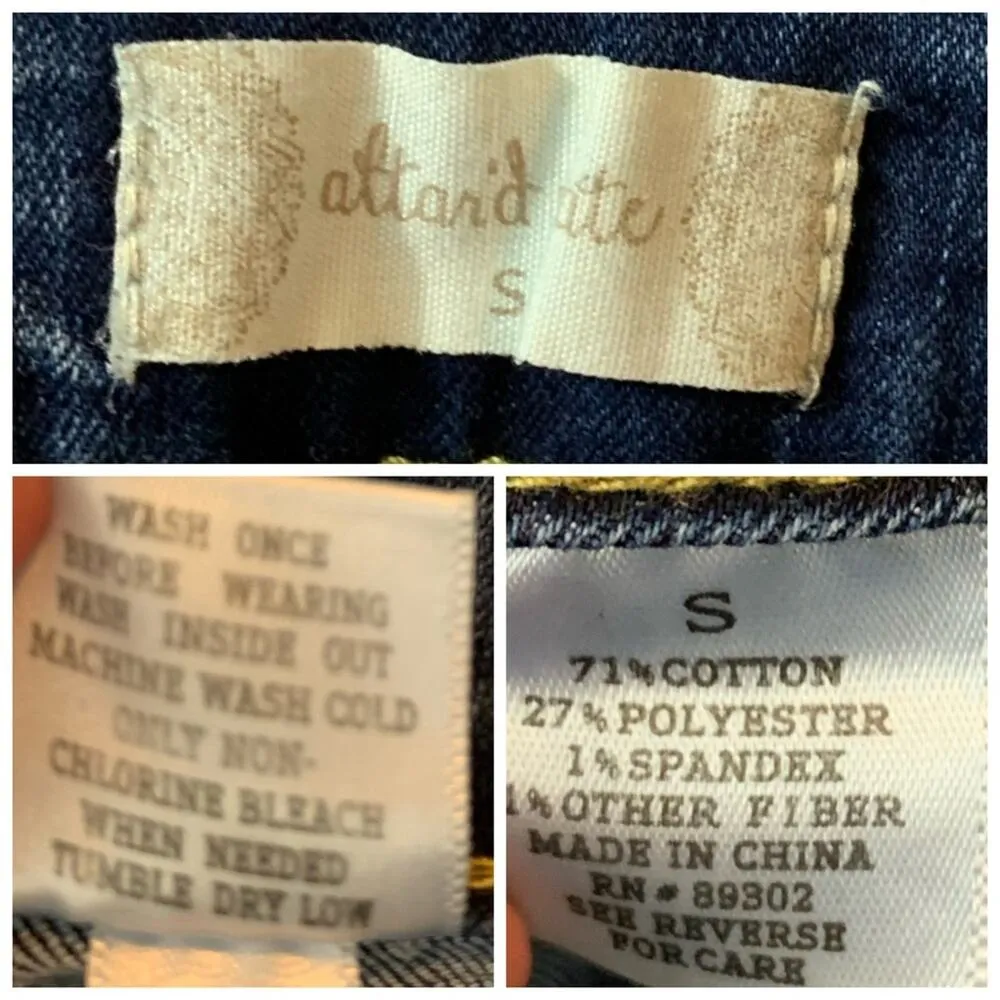 altar'd state
S
WASH ONCE
BEFORE WEARING
WASH INSIDE OUT
MACHINE WASH COLD
ONLY NON-
CHLORINE BLEACH
WHEN NEEDED
TUMBLE DRY LOW
S
71%COTTON
27%POLYESTER
1%SPANDEX
1%OTHER FIBER
MADE IN CHINA
RN# 89302
SEE REVERSE
FOR CARE